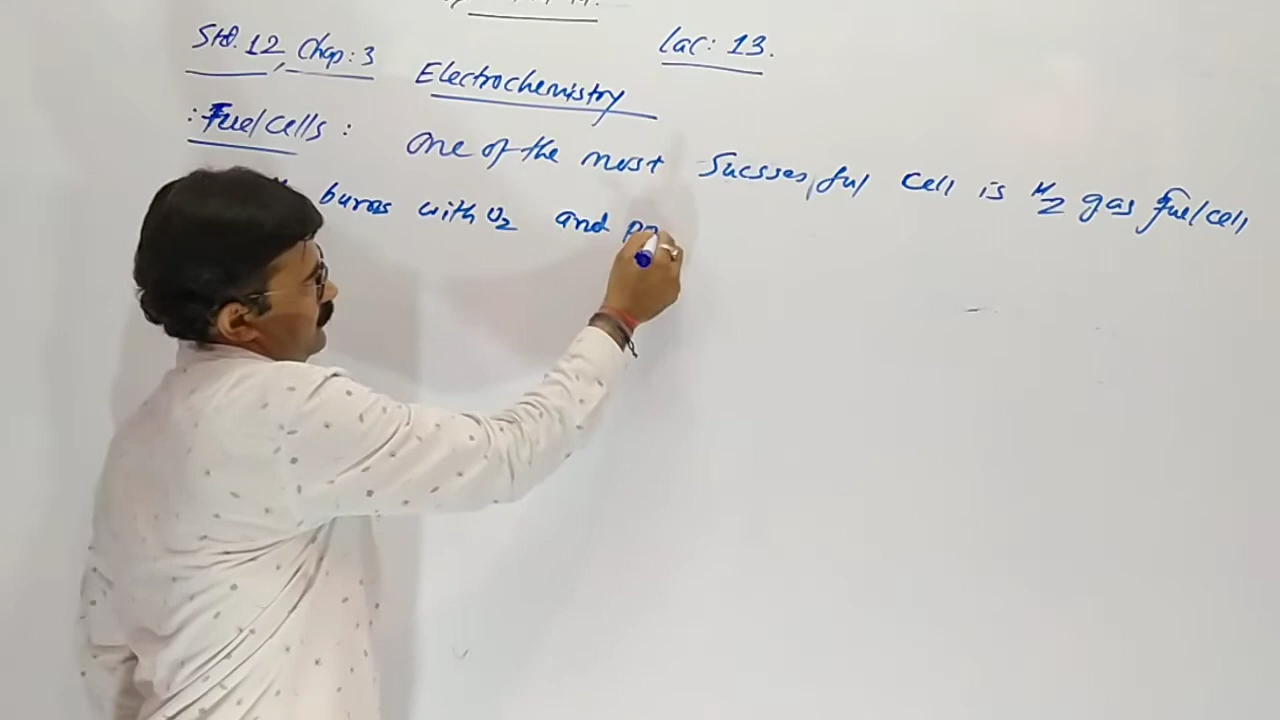 Std. 12, Chap: 3
Lac: 13.
Electrochemistry
: Fuel cells :
One of the most Sucssesful Cell is H2 gas Fuel cell
burns with O2 and pr